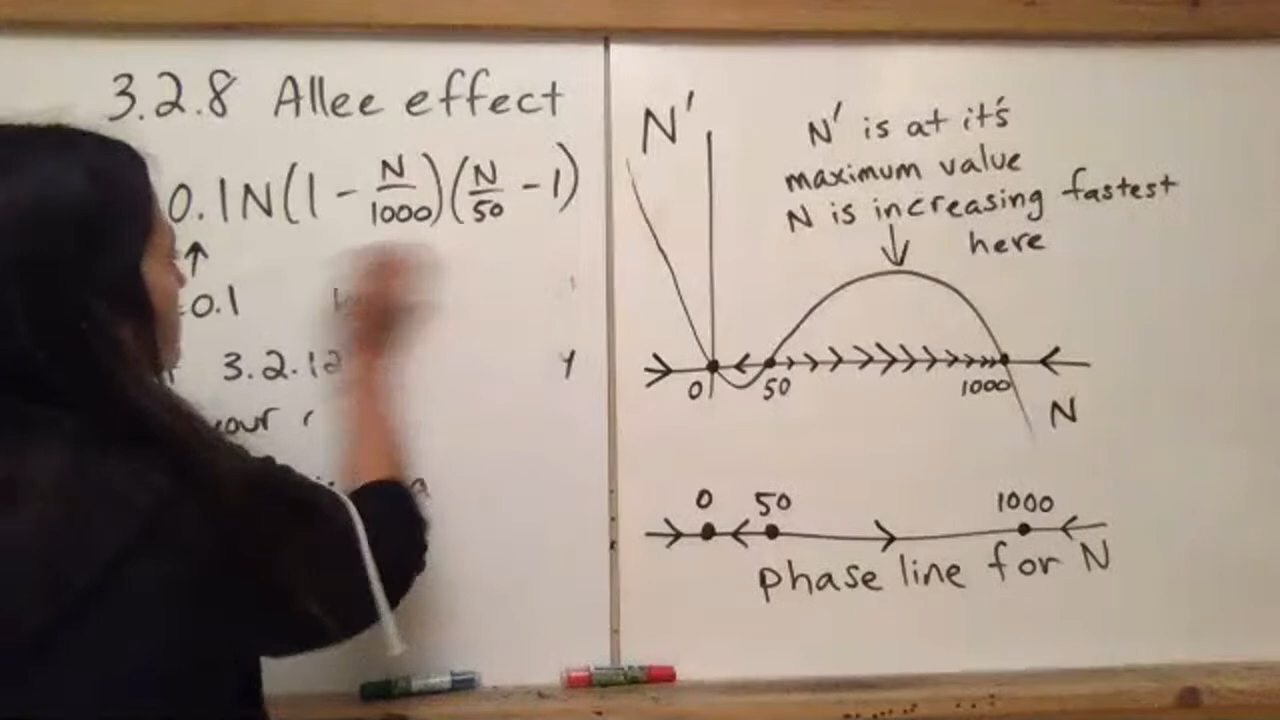 3.2.8 Allee effect
0.1N(1 - N/1000)(N/50 - 1)
↑
=0.1
3.2.12
your
N'
N' is at it's
maximum value
N is increasing fastest
here
0 50 1000
N
0 50 1000
phase line for N